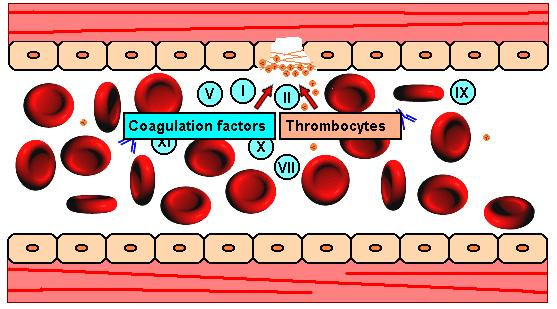 V
I
II
IX
Coagulation factors
Thrombocytes
XI
X
VII